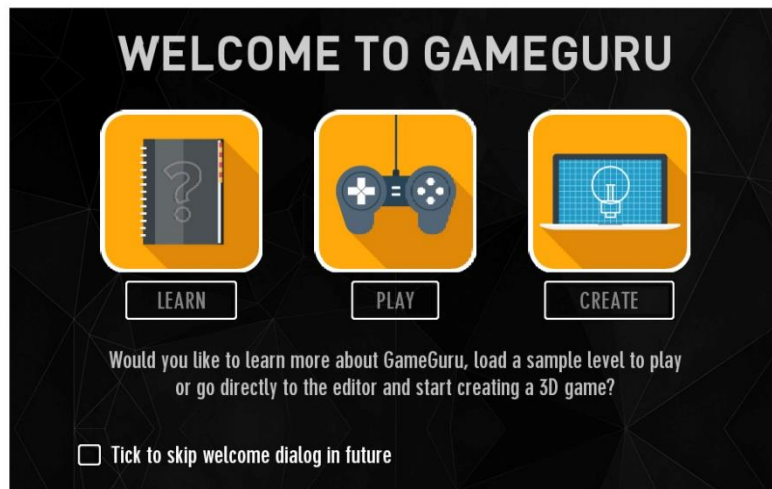 WELCOME TO GAMEGURU
LEARN
PLAY
CREATE
Would you like to learn more about GameGuru, load a sample level to play
or go directly to the editor and start creating a 3D game?
Tick to skip welcome dialog in future